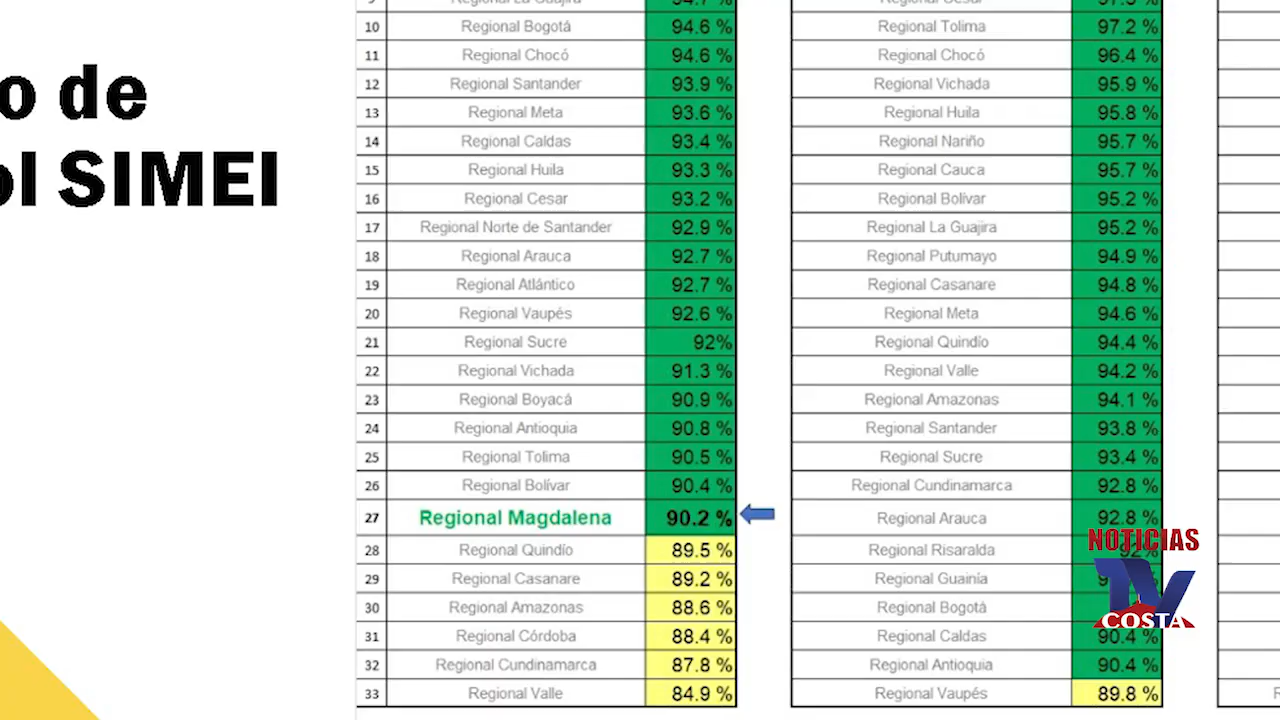 o de
ol SIMEI
9 Regional La Guajira 94.7 % Regional Cesar 97.3 %
10 Regional Bogotá 94.6 % Regional Tolima 97.2 %
11 Regional Chocó 94.6 % Regional Chocó 96.4 %
12 Regional Santander 93.9 % Regional Vichada 95.9 %
13 Regional Meta 93.6 % Regional Huila 95.8 %
14 Regional Caldas 93.4 % Regional Nariño 95.7 %
15 Regional Huila 93.3 % Regional Cauca 95.7 %
16 Regional Cesar 93.2 % Regional Bolívar 95.2 %
17 Regional Norte de Santander 92.9 % Regional La Guajira 95.2 %
18 Regional Arauca 92.7 % Regional Putumayo 94.9 %
19 Regional Atlántico 92.7 % Regional Casanare 94.8 %
20 Regional Vaupés 92.6 % Regional Meta 94.6 %
21 Regional Sucre 92% Regional Quindío 94.4 %
22 Regional Vichada 91.3 % Regional Valle 94.2 %
23 Regional Boyacá 90.9 % Regional Amazonas 94.1 %
24 Regional Antioquia 90.8 % Regional Santander 93.8 %
25 Regional Tolima 90.5 % Regional Sucre 93.4 %
26 Regional Bolívar 90.4 % Regional Cundinamarca 92.8 %
27 Regional Magdalena 90.2 % Regional Arauca 92.8 %
28 Regional Quindío 89.5 % Regional Risaralda 92%
29 Regional Casanare 89.2 % Regional Guainía
30 Regional Amazonas 88.6 % Regional Bogotá
31 Regional Córdoba 88.4 % Regional Caldas 90.4 %
32 Regional Cundinamarca 87.8 % Regional Antioquia 90.4 %
33 Regional Valle 84.9 % Regional Vaupés 89.8 %
NOTICIAS
TV
COSTA